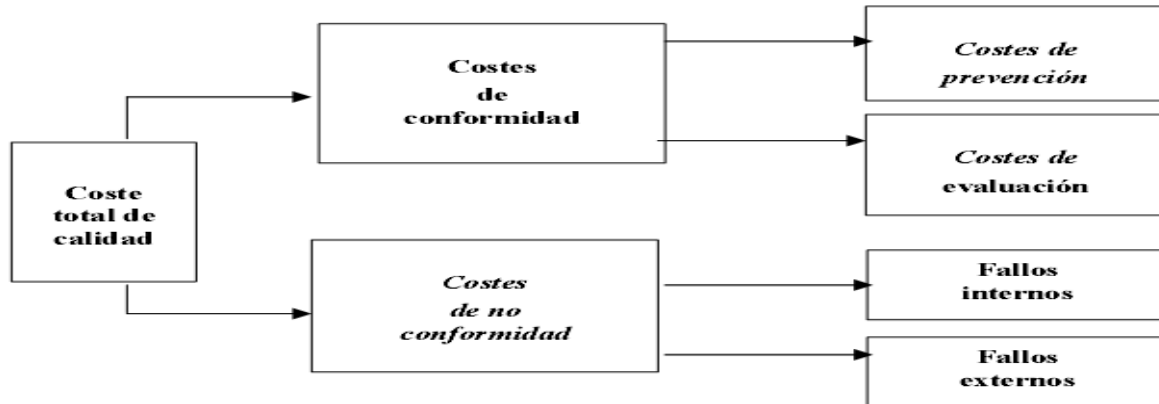 Coste
total de
calidad
Costes
de
conformidad
Costes de
prevención
Costes de
evaluación
Costes
de no
conformidad
Fallos
internos
Fallos
externos